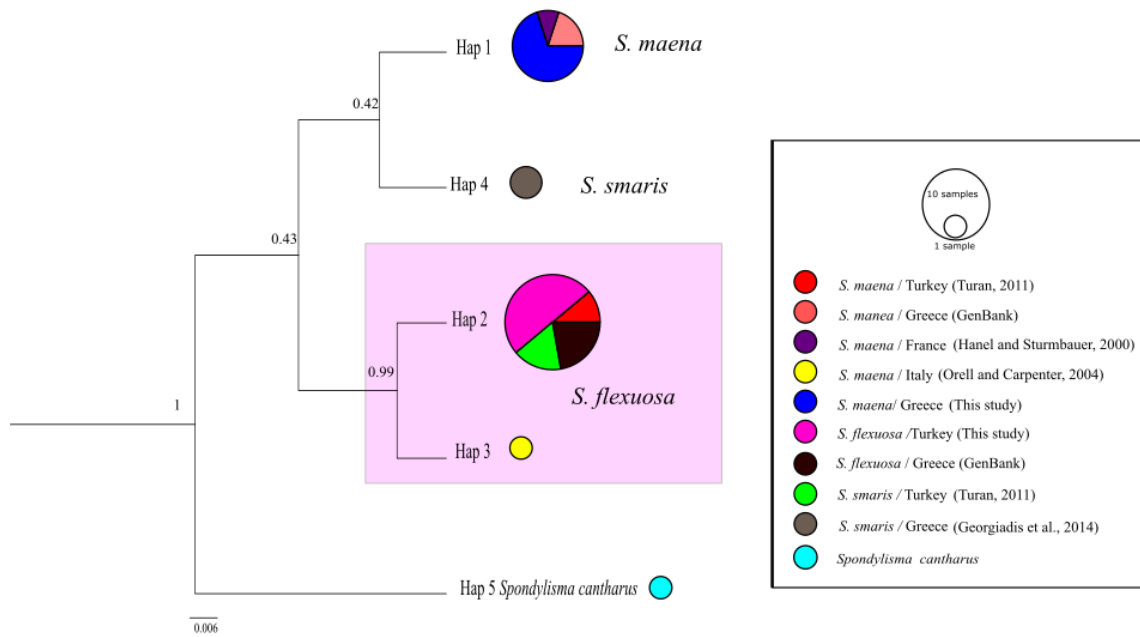 Hap 1
S. maena
0.42
Hap 4
S. smaris
0.43
Hap 2
0.99
S. flexuosa
1
Hap 3
Hap 5 Spondylisma cantharus
0.006
10 samples
1 sample
S. maena / Turkey (Turan, 2011)
S. manea / Greece (GenBank)
S. maena / France (Hanel and Sturmbauer, 2000)
S. maena / Italy (Orell and Carpenter, 2004)
S. maena/ Greece (This study)
S. flexuosa /Turkey (This study)
S. flexuosa / Greece (GenBank)
S. smaris / Turkey (Turan, 2011)
S. smaris / Greece (Georgiadis et al., 2014)
Spondylisma cantharus